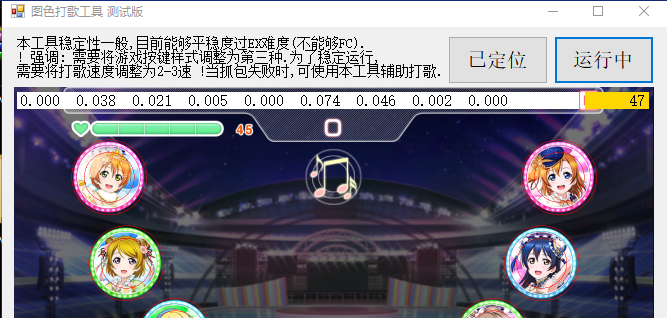 图色打歌工具 测试版
本工具稳定性一般,目前能够平稳度过EX难度(不能够FC).
！强调：需要将游戏按键样式调整为第三种.为了稳定运行,
需要将打歌速度调整为2-3速 !当抓包失败时,可使用本工具辅助打歌.
已定位
运行中
0.000 0.038 0.021 0.005 0.000 0.074 0.046 0.002 0.000
47
45
0